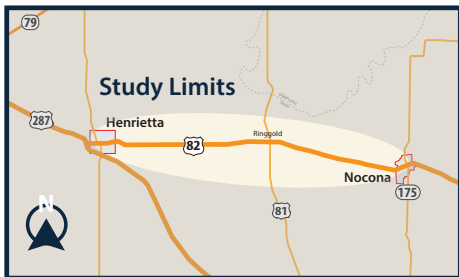 79
Study Limits
Henrietta
287
Ringgold
82
Nocona
175
81
N